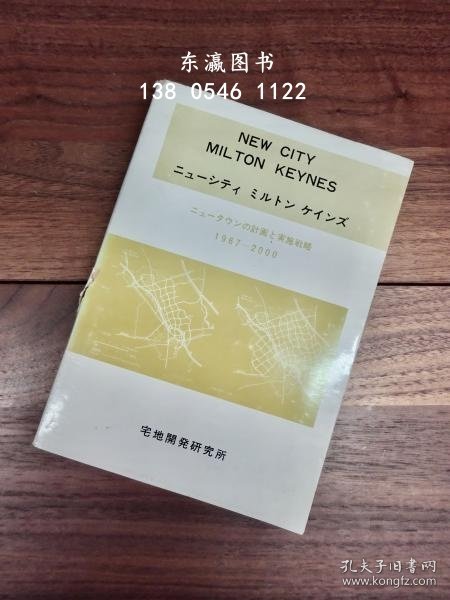 东瀛图书
138 0546 1122
NEW CITY
MILTON KEYNES
ニューシティ ミルトン ケインズ
ニュータウンの計画と実施戦略
1967—2000
宅地開発研究所
孔夫子旧书网
www.kongfz.com